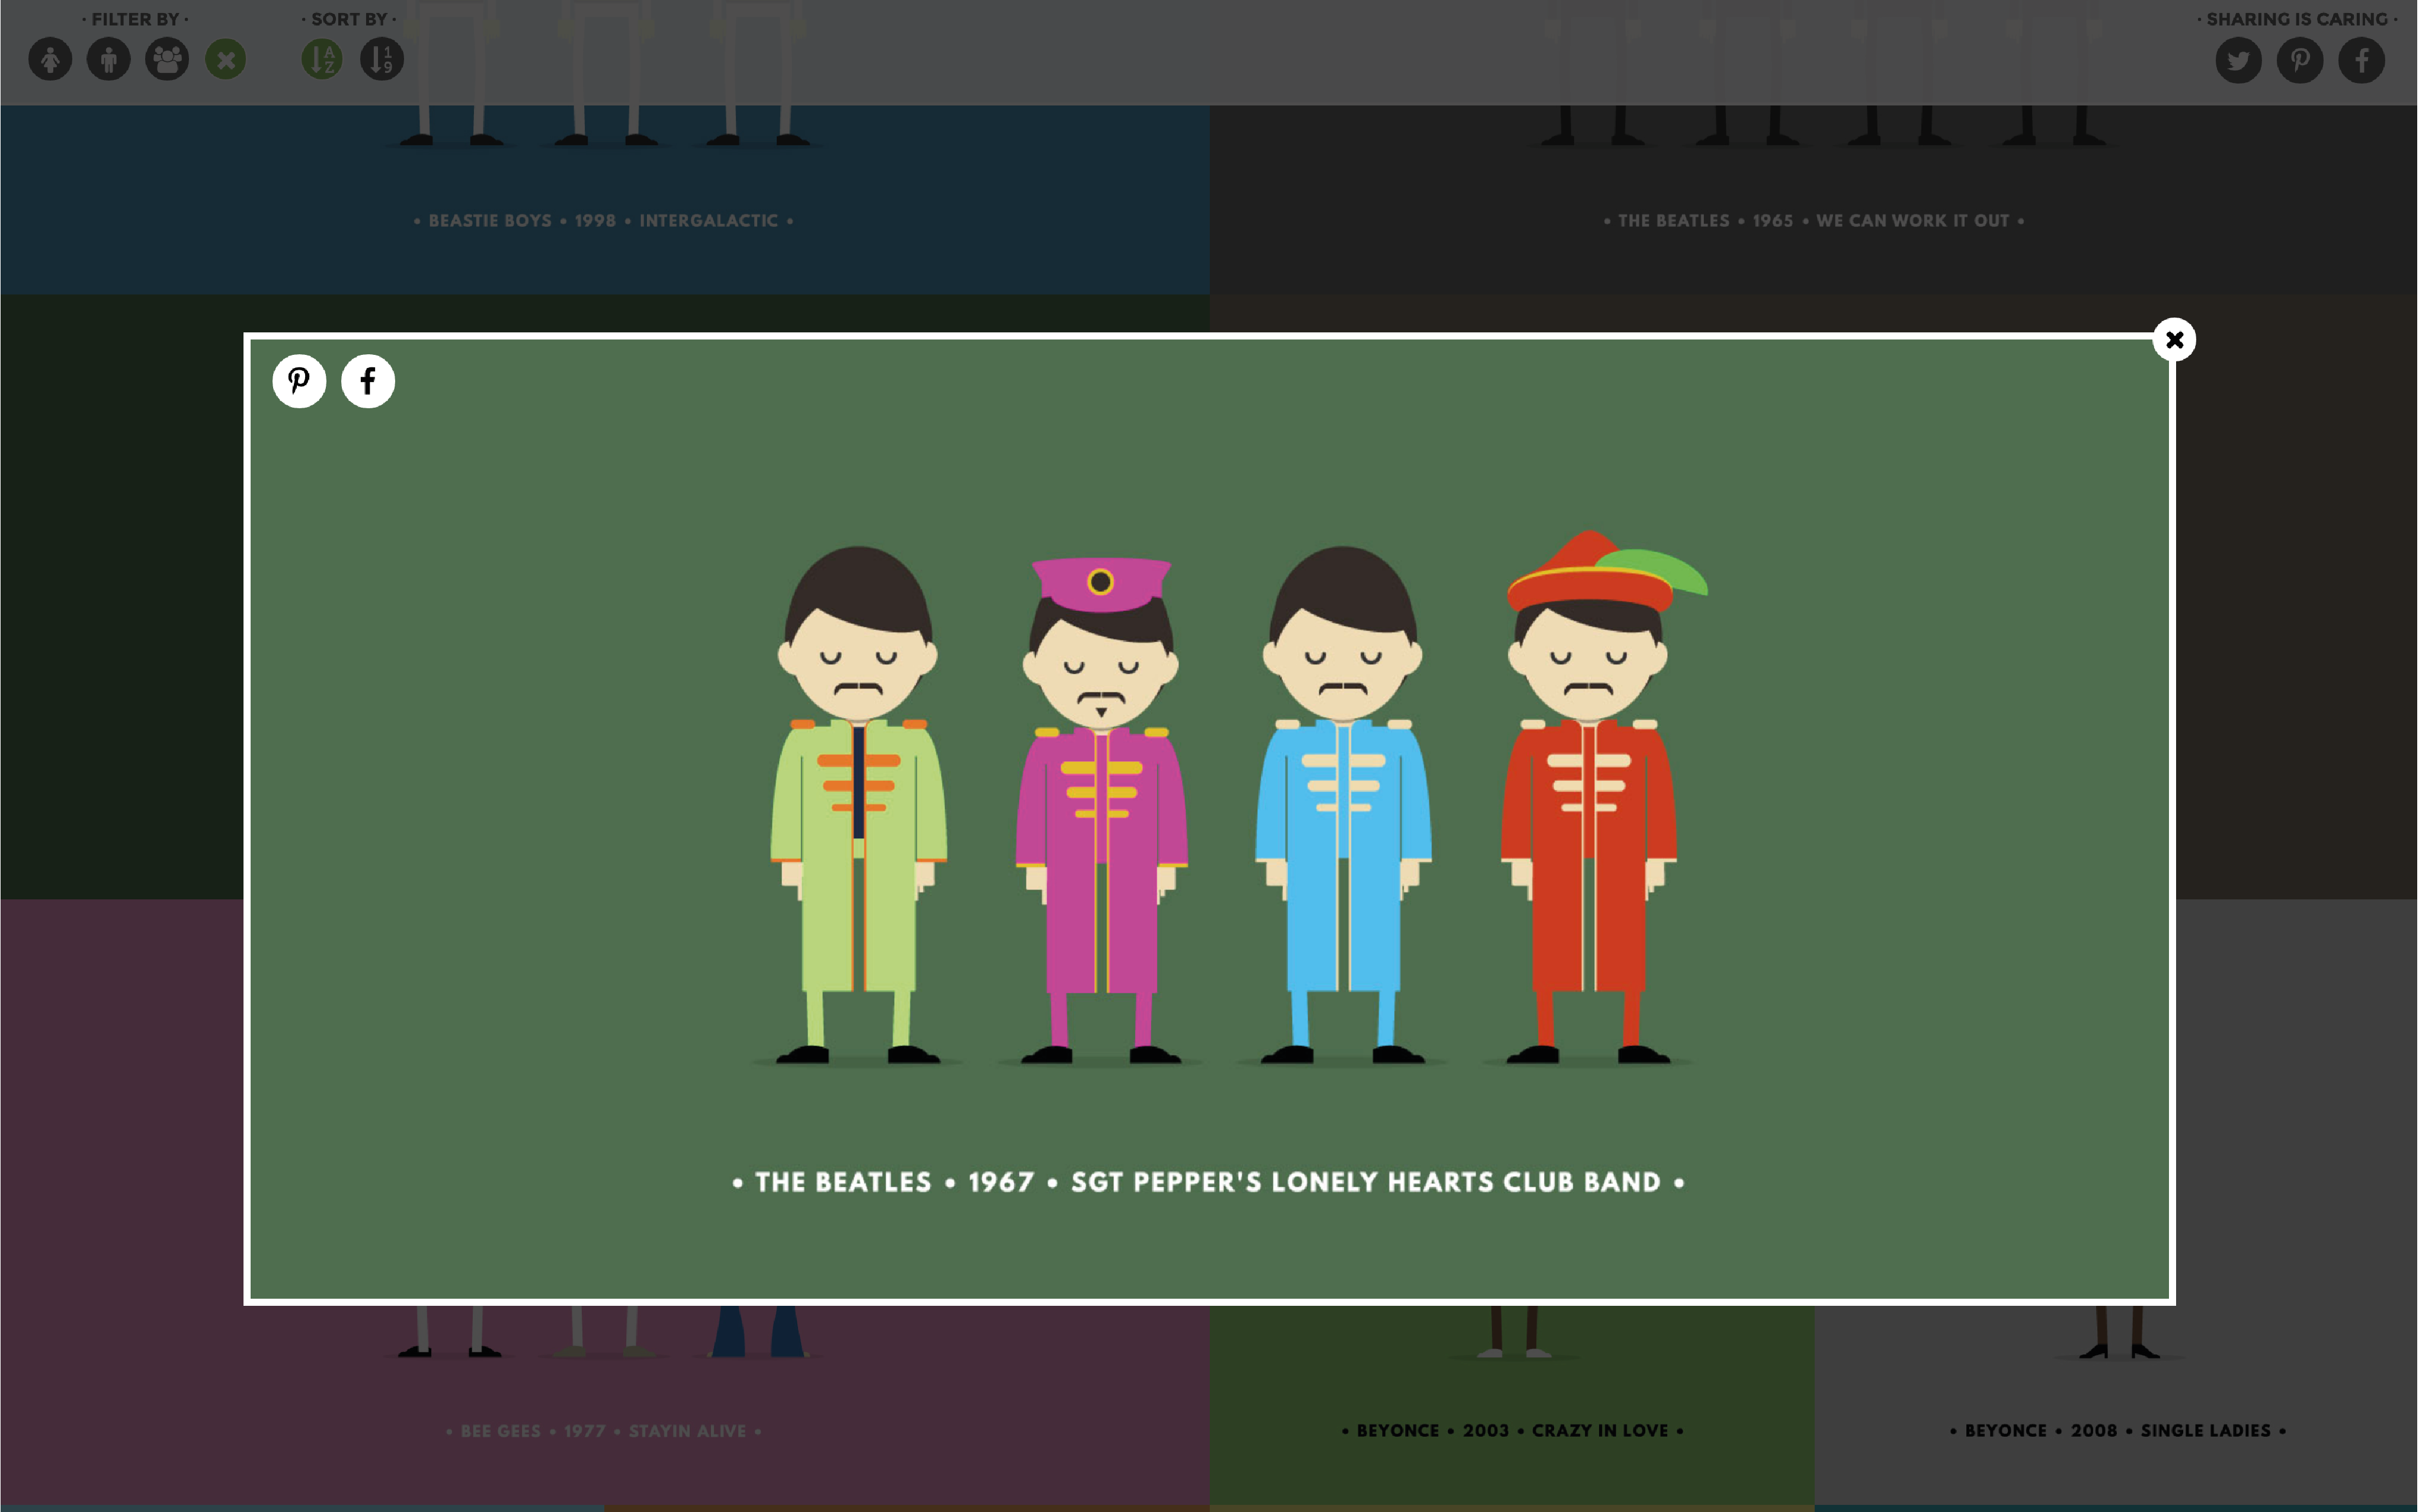 • FILTER BY •
• SORT BY •
• SHARING IS CARING •
A
Z
1
9
• BEASTIE BOYS • 1998 • INTERGALACTIC •
• THE BEATLES • 1965 • WE CAN WORK IT OUT •
• THE BEATLES • 1967 • SGT PEPPER'S LONELY HEARTS CLUB BAND •
• BEE GEES • 1977 • STAYIN ALIVE •
• BEYONCE • 2003 • CRAZY IN LOVE •
• BEYONCE • 2008 • SINGLE LADIES •